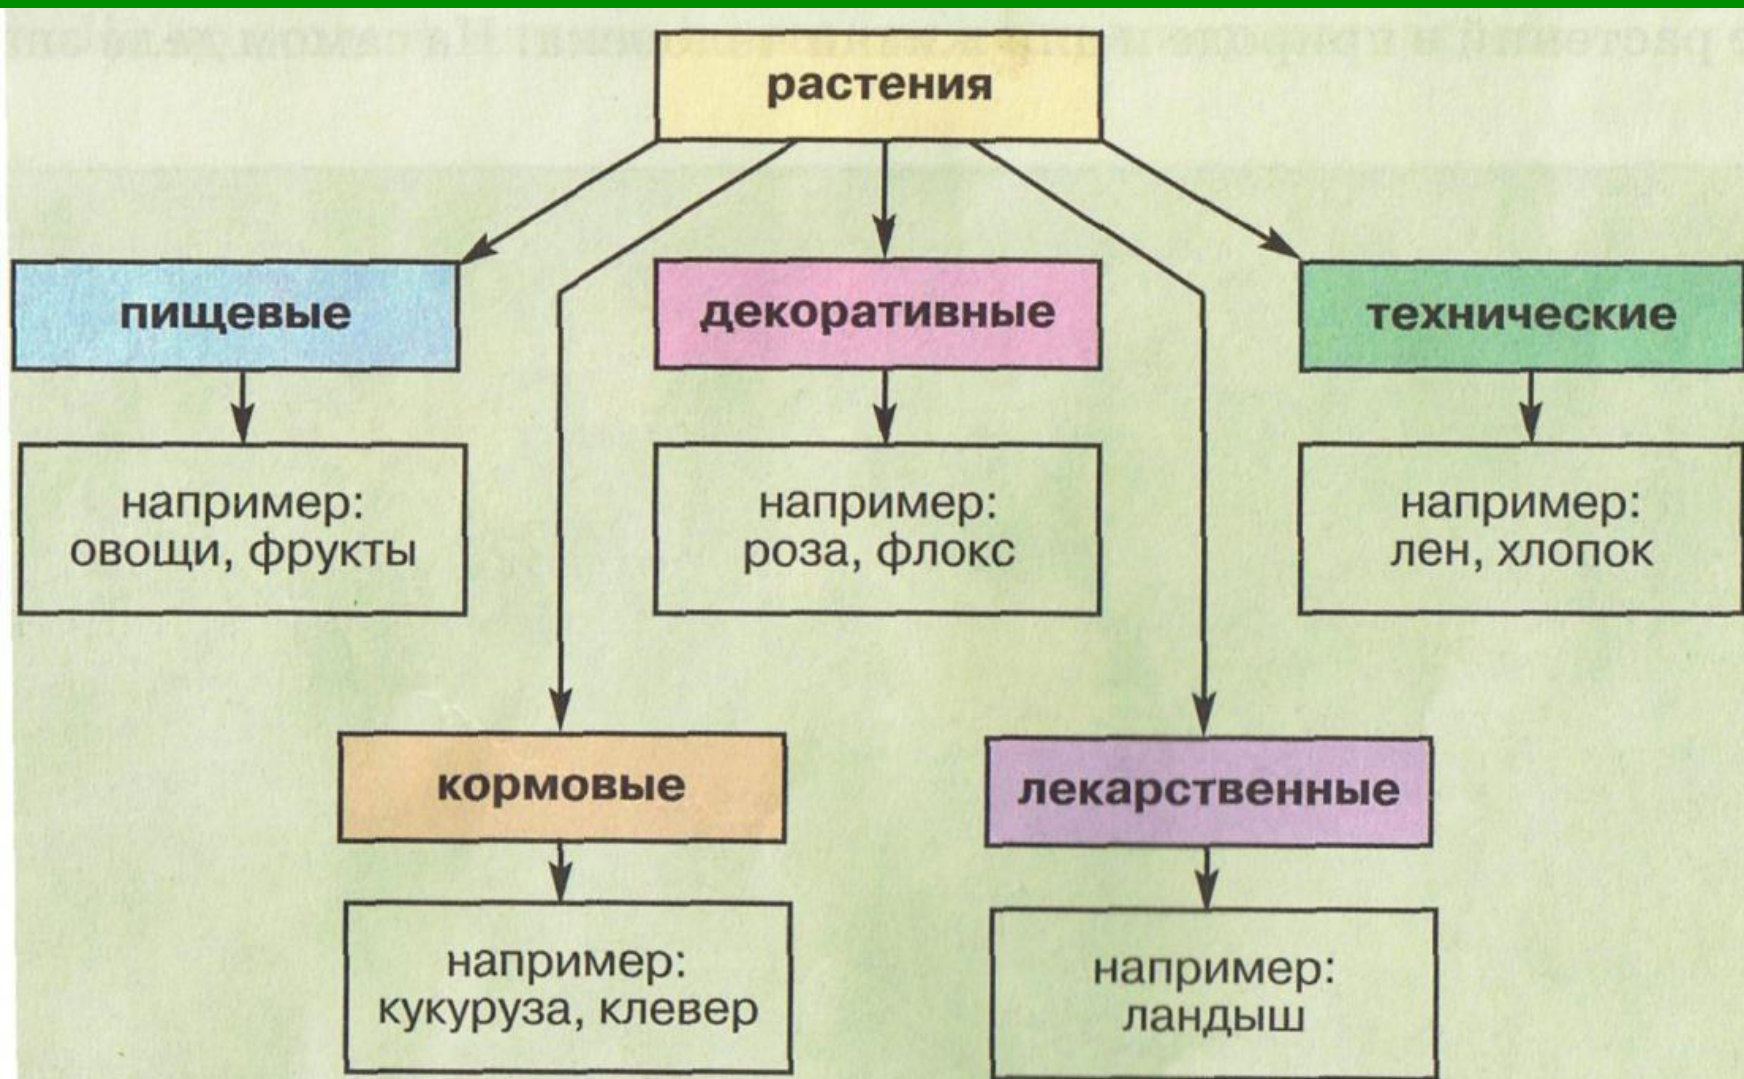 растения
пищевые
декоративные
технические
например:
овощи, фрукты
например:
роза, флокс
например:
лен, хлопок
кормовые
лекарственные
например:
кукуруза, клевер
например:
ландыш